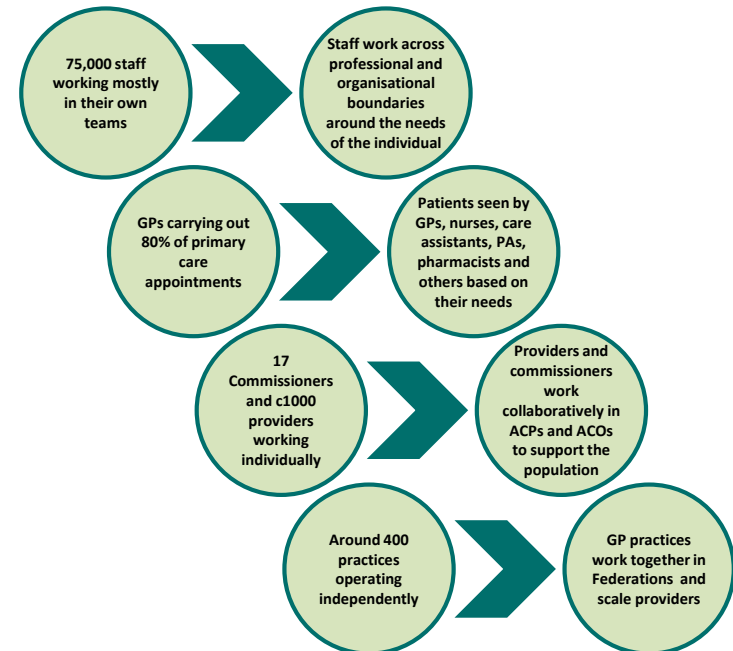 75,000 staff
working mostly
in their own
teams
Staff work across
professional and
organisational
boundaries
around the needs
of the individual
GPs carrying out
80% of primary
care
appointments
Patients seen by
GPs, nurses, care
assistants, PAs,
pharmacists and
others based on
their needs
17
Commissioners
and c1000
providers
working
individually
Providers and
commissioners
work
collaboratively in
ACPs and ACOs
to support the
population
Around 400
practices
operating
independently
GP practices
work together in
Federations and
scale providers